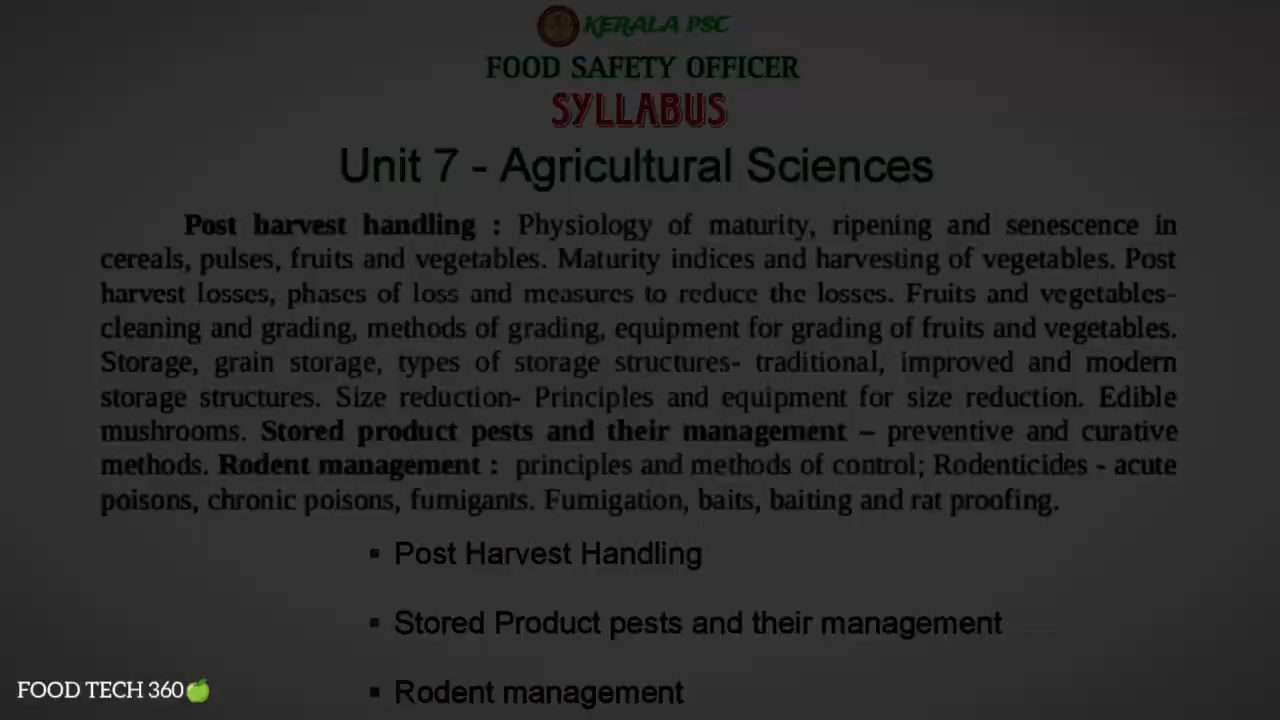 KERALA PSC
FOOD SAFETY OFFICER
SYLLABUS
Unit 7 - Agricultural Sciences
Post harvest handling : Physiology of maturity, ripening and senescence in
cereals, pulses, fruits and vegetables. Maturity indices and harvesting of vegetables. Post
harvest losses, phases of loss and measures to reduce the losses. Fruits and vegetables-
cleaning and grading, methods of grading, equipment for grading of fruits and vegetables.
Storage, grain storage, types of storage structures- traditional, improved and modern
storage structures. Size reduction- Principles and equipment for size reduction. Edible
mushrooms. Stored product pests and their management – preventive and curative
methods. Rodent management : principles and methods of control; Rodenticides - acute
poisons, chronic poisons, fumigants. Fumigation, baits, baiting and rat proofing.
▪ Post Harvest Handling
▪ Stored Product pests and their management
▪ Rodent management
FOOD TECH 360